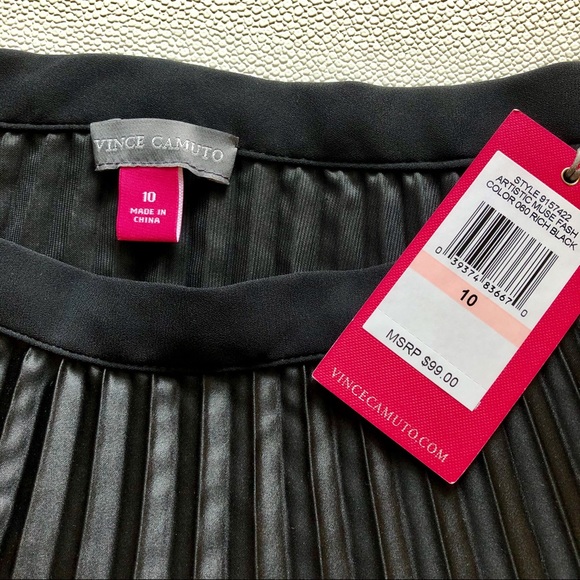 VINCE CAMUTO
10
MADE IN
CHINA
STYLE 9157422
ARTISTIC MUSE FASH
COLOR 060 RICH BLACK
0 39374 83667 0
10
MSRP $99.00
VINCECAMUTO.COM